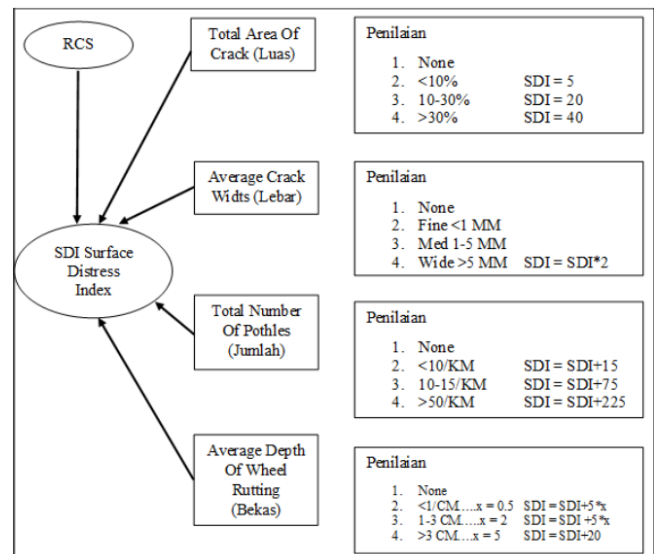 RCS
Total Area Of
Crack (Luas)
Penilaian
1. None
2. <10% SDI = 5
3. 10-30% SDI = 20
4. >30% SDI = 40
Average Crack
Widts (Lebar)
Penilaian
1. None
2. Fine <1 MM
3. Med 1-5 MM
4. Wide >5 MM SDI = SDI*2
SDI Surface
Distress
Index
Total Number
Of Pothles
(Jumlah)
Penilaian
1. None
2. <10/KM SDI = SDI+15
3. 10-15/KM SDI = SDI+75
4. >50/KM SDI = SDI+225
Average Depth
Of Wheel
Rutting
(Bekas)
Penilaian
1. None
2. <1/CM....x = 0.5 SDI =SDI+5*x
3. 1-3 CM....x = 2 SDI = SDI +5*x
4. >3 CM....x = 5 SDI = SDI+20